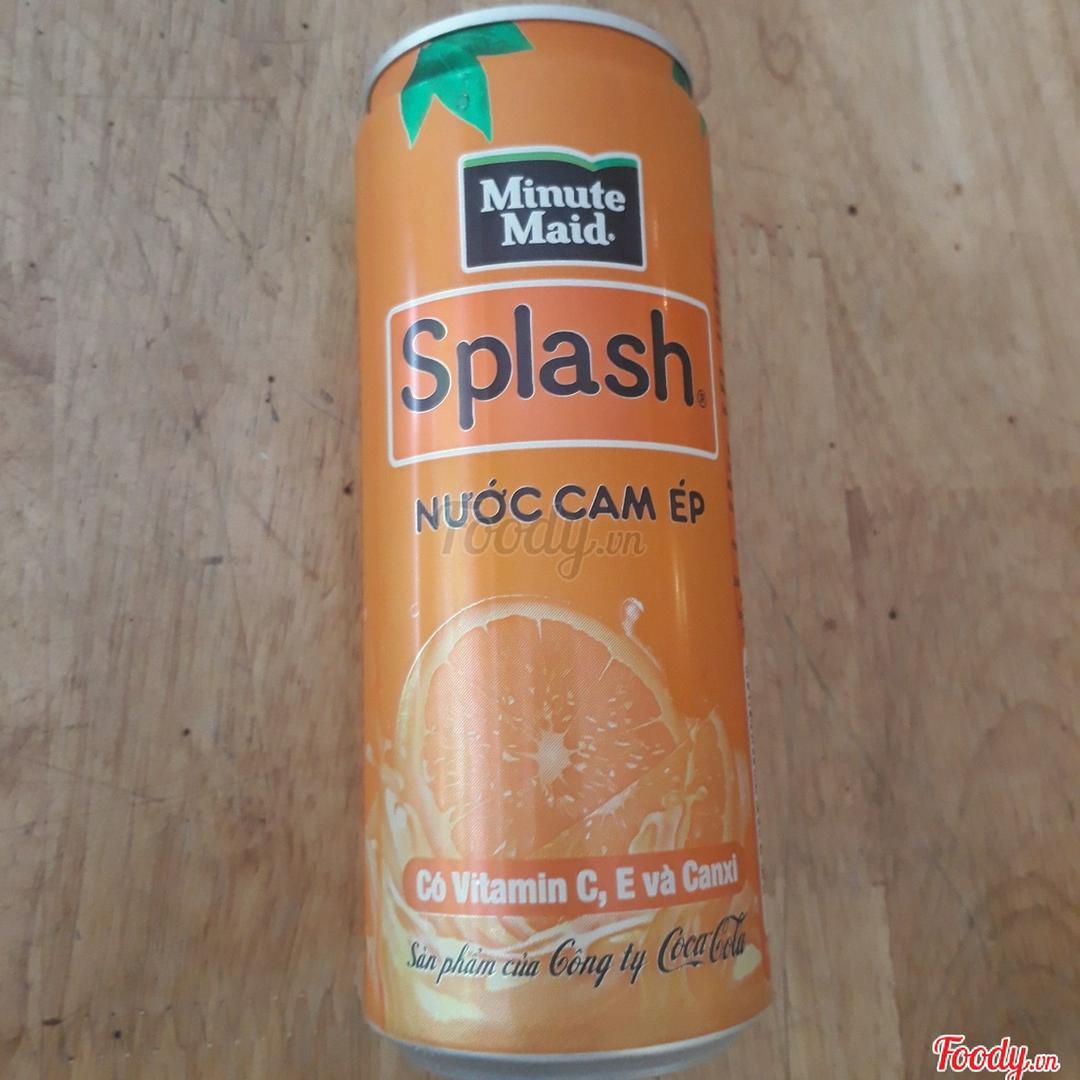 Minute
Maid®
Splash®
NƯỚC CAM ÉP
Foody.vn
Có Vitamin C, E và Canxi
Sản phẩm của Công ty Coca-Cola
Foody.vn